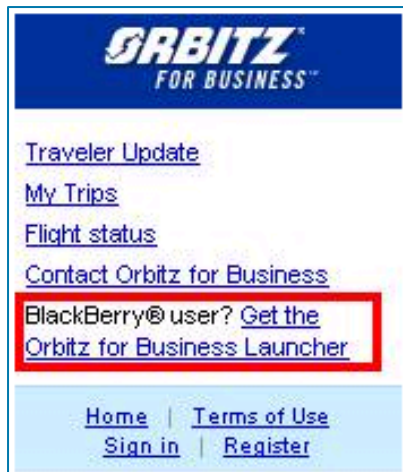 ORBITZ
FOR BUSINESS℠
Traveler Update
My Trips
Flight status
Contact Orbitz for Business
BlackBerry® user? Get the
Orbitz for Business Launcher
Home | Terms of Use
Sign in | Register